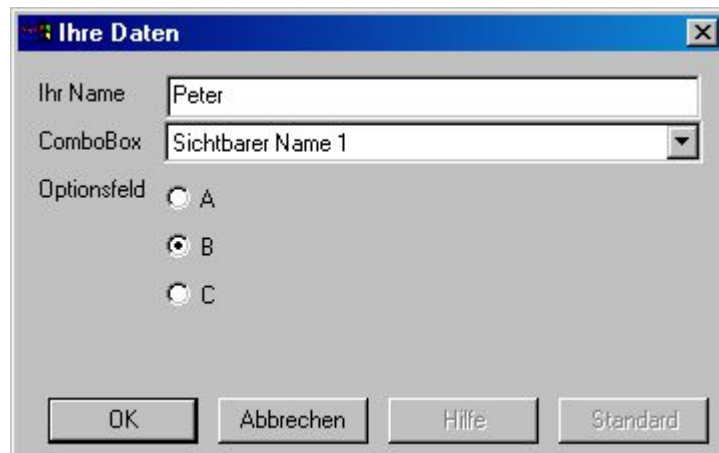 Ihre Daten
Ihr Name Peter
ComboBox Sichtbarer Name 1
Optionsfeld A
B
C
OK Abbrechen Hilfe Standard